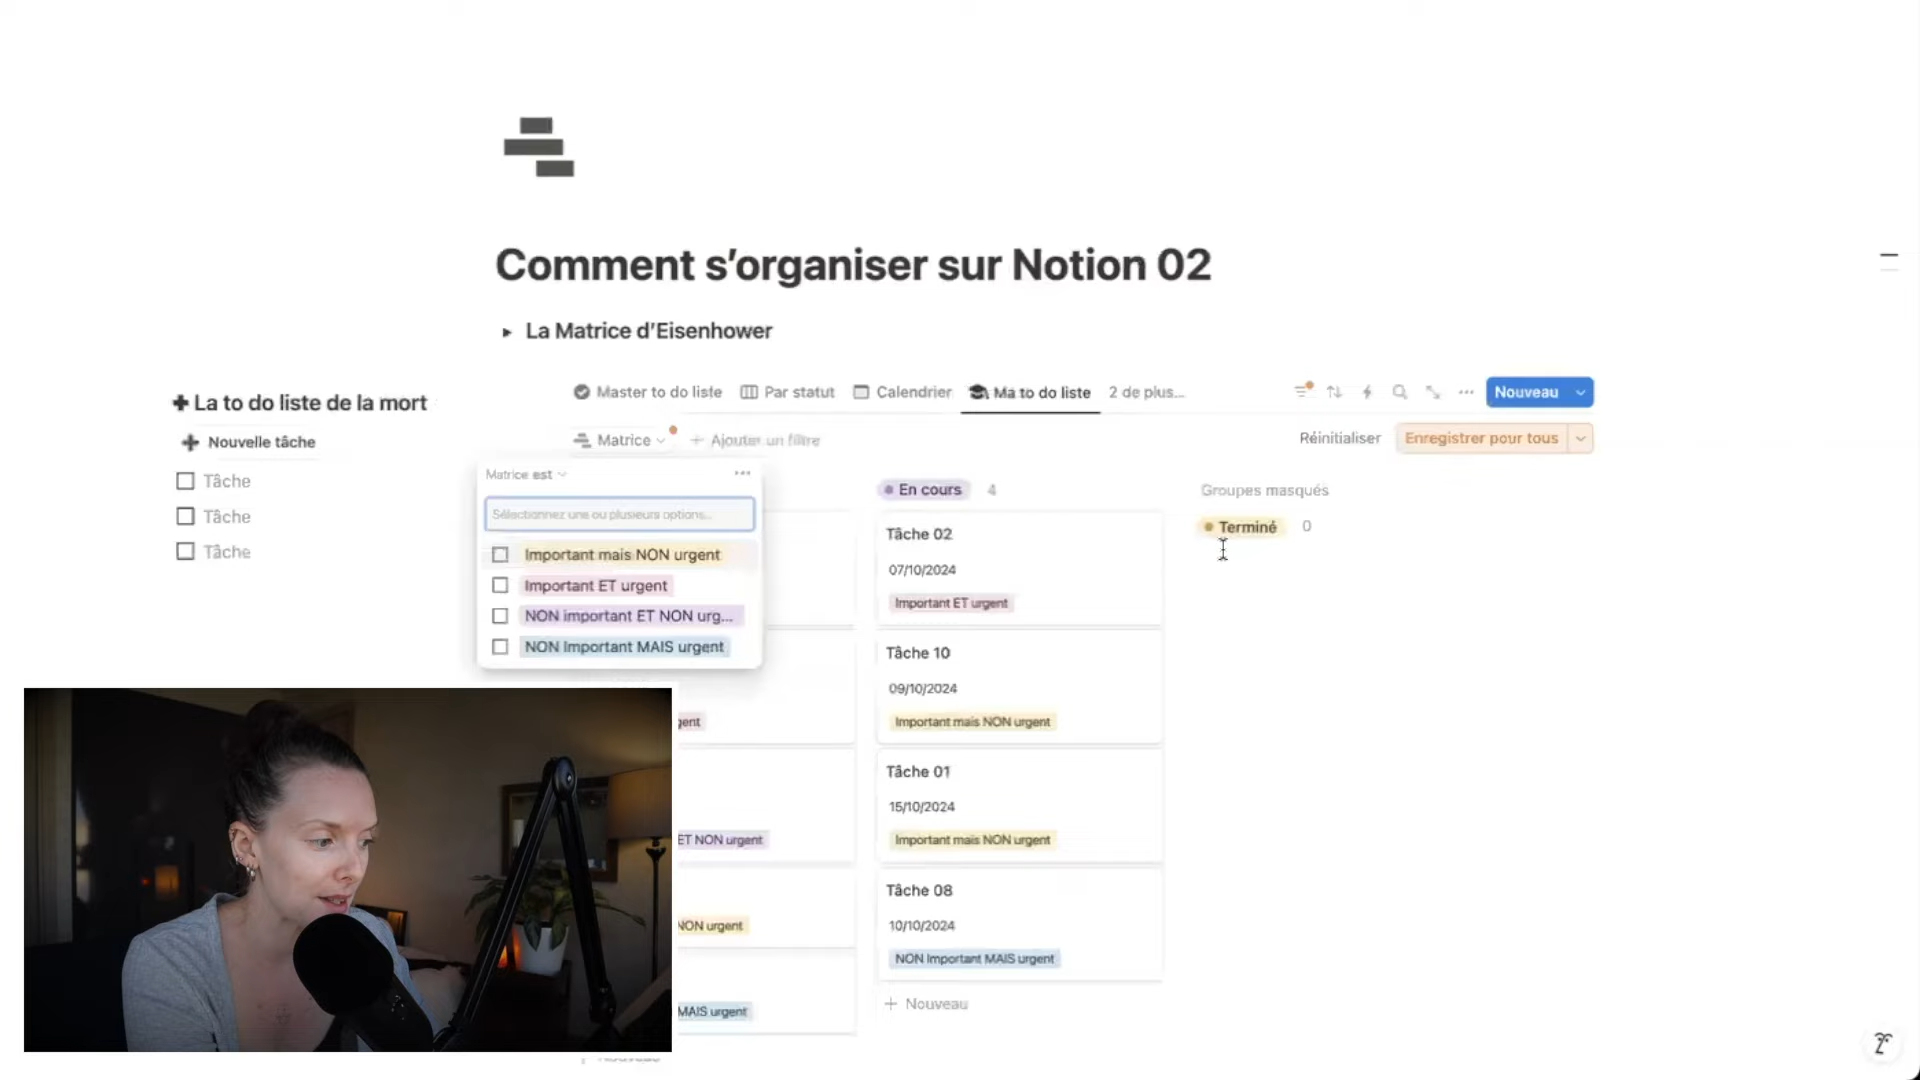 Comment s'organiser sur Notion 02
La Matrice d'Eisenhower
+ La to do liste de la mort
+ Nouvelle tâche
Tâche
Tâche
Tâche
Master to do liste
Par statut
Calendrier
Ma to do liste
2 de plus...
Nouveau
Matrice
+ Ajouter un filtre
Réinitialiser
Enregistrer pour tous
Matrice est
Sélectionnez une ou plusieurs options...
Important mais NON urgent
Important ET urgent
NON important ET NON urg...
NON Important MAIS urgent
ET NON urgent
NON urgent
MAIS urgent
En cours 4
Tâche 02
07/10/2024
Important ET urgent
Tâche 10
09/10/2024
Important mais NON urgent
Tâche 01
15/10/2024
Important mais NON urgent
Tâche 08
10/10/2024
NON Important MAIS urgent
+ Nouveau
Groupes masqués
Terminé 0